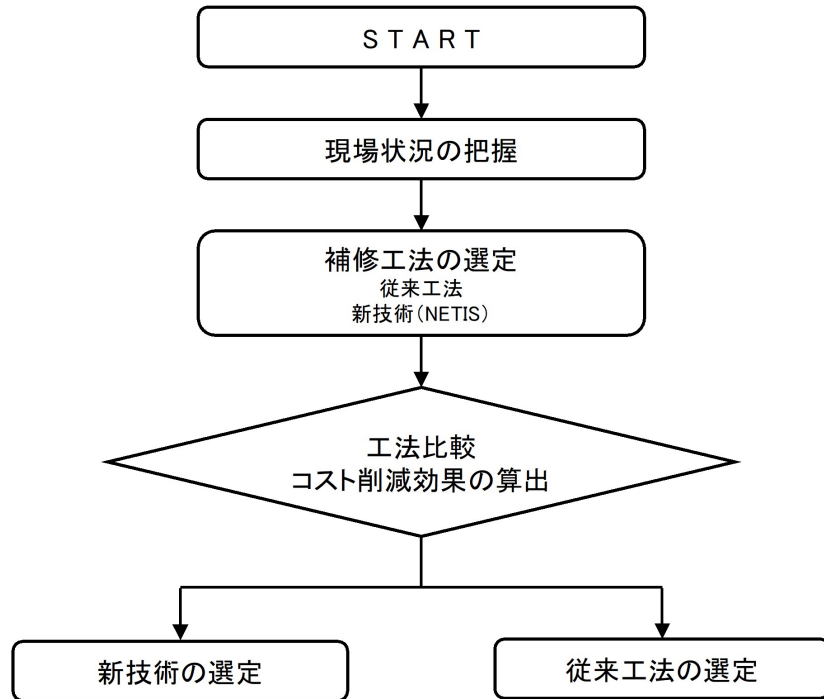 START
現場状況の把握
補修工法の選定
従来工法
新技術(NETIS)
工法比較
コスト削減効果の算出
新技術の選定
従来工法の選定